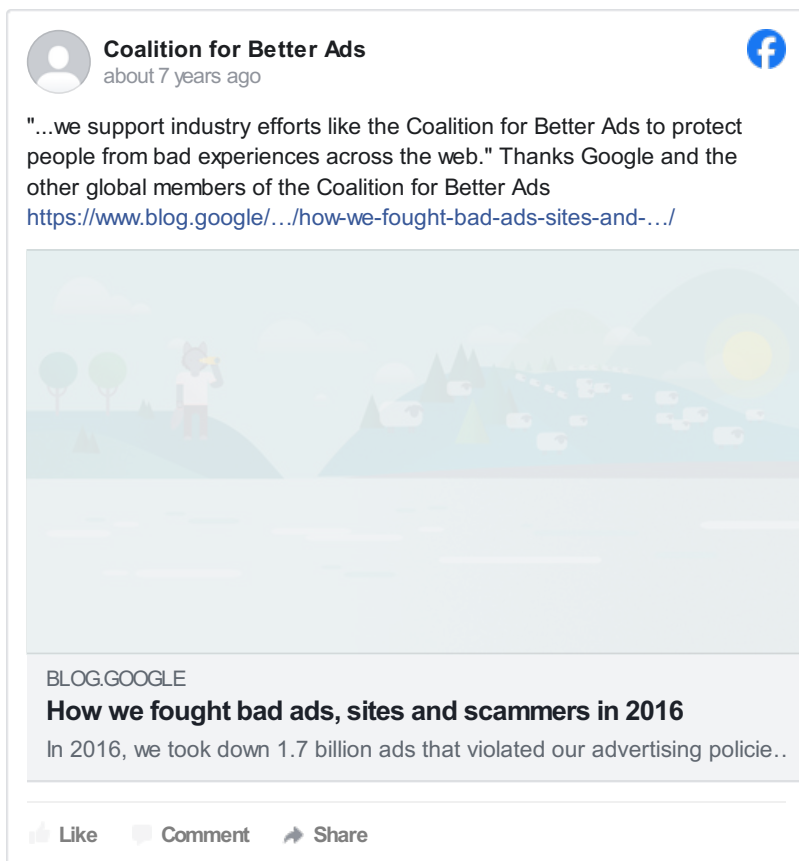 Coalition for Better Ads
about 7 years ago
"...we support industry efforts like the Coalition for Better Ads to protect
people from bad experiences across the web." Thanks Google and the
other global members of the Coalition for Better Ads
https://www.blog.google/…/how-we-fought-bad-ads-sites-and-…/
BLOG.GOOGLE
How we fought bad ads, sites and scammers in 2016
In 2016, we took down 1.7 billion ads that violated our advertising policie..
Like Comment Share